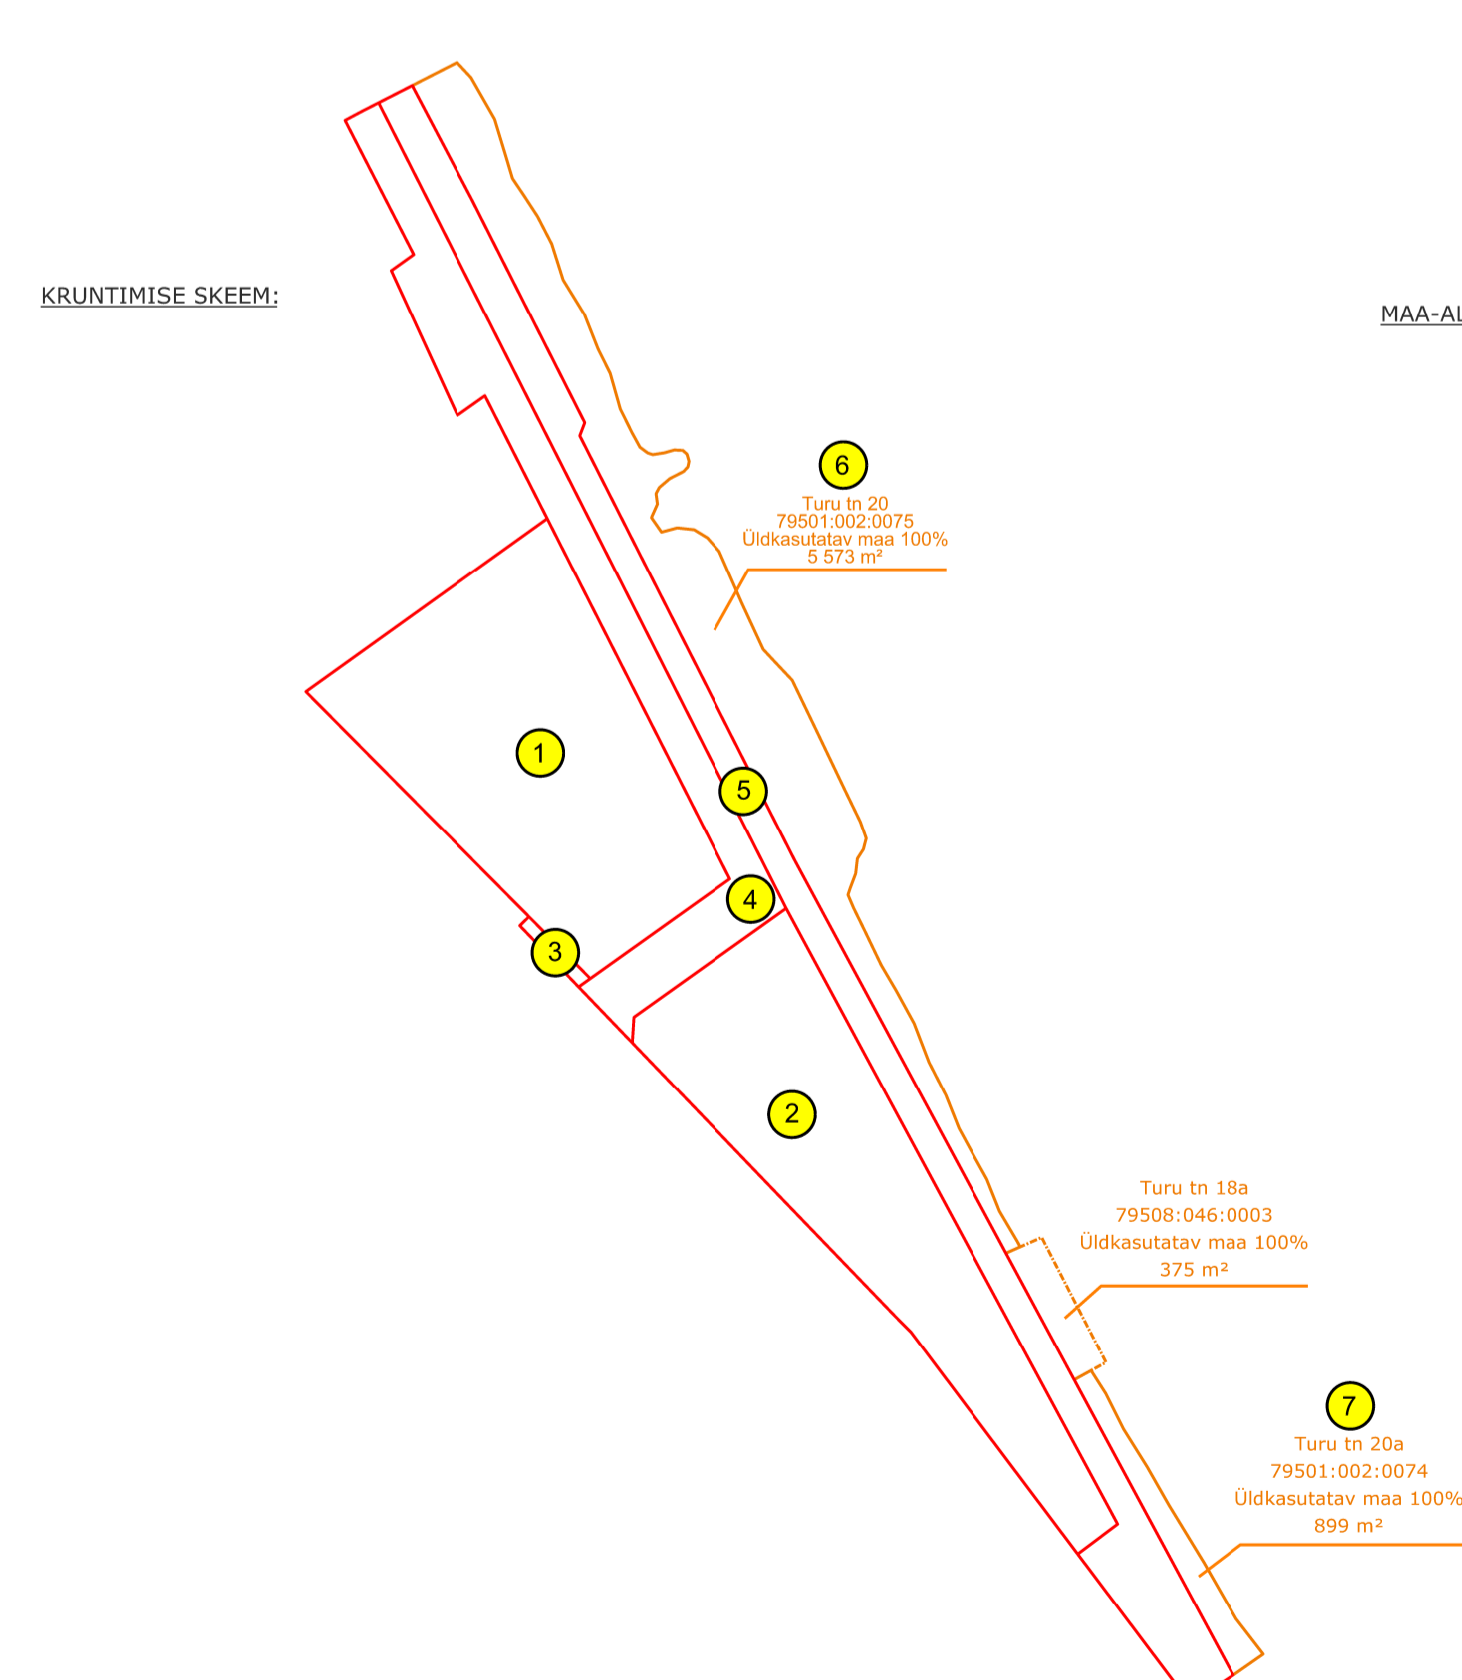 KRUNTIMISE SKEEM:
MAA-AL
6
Turu tn 20
79501:002:0075
Üldkasutatav maa 100%
5 573 m²
1
5
4
3
2
Turu tn 18a
79508:046:0003
Üldkasutatav maa 100%
375 m²
7
Turu tn 20a
79501:002:0074
Üldkasutatav maa 100%
899 m²